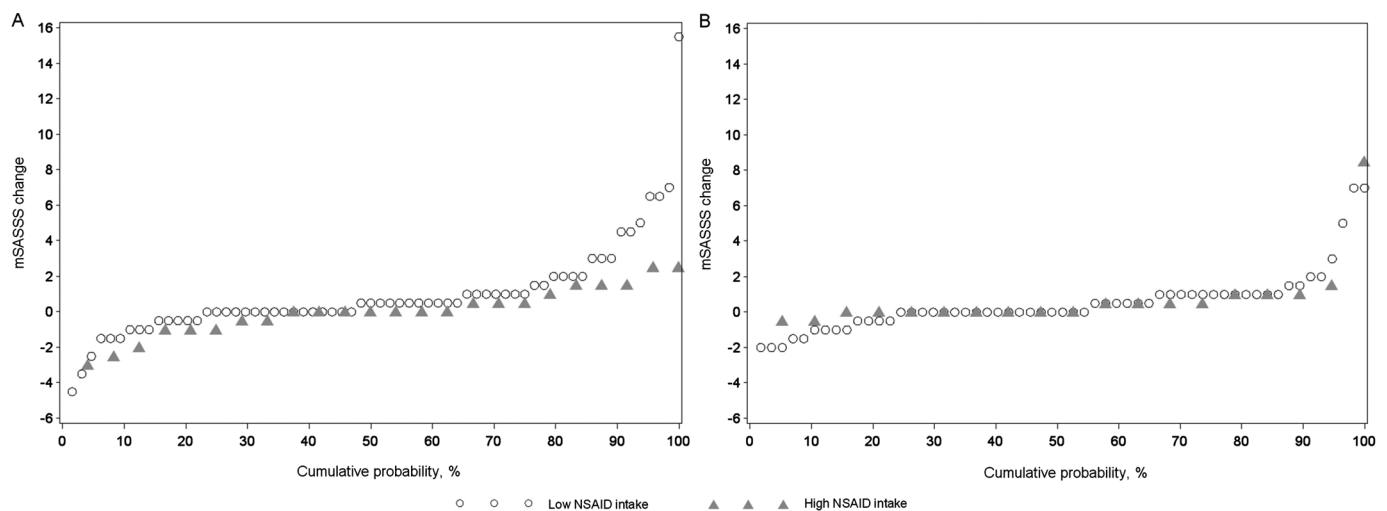 A
mSASSS change
16
14
12
10
8
6
4
2
0
-2
-4
-6
0 10 20 30 40 50 60 70 80 90 100
Cumulative probability, %
B
mSASSS change
16
14
12
10
8
6
4
2
0
-2
-4
-6
0 10 20 30 40 50 60 70 80 90 100
Cumulative probability, %
Low NSAID intake
High NSAID intake